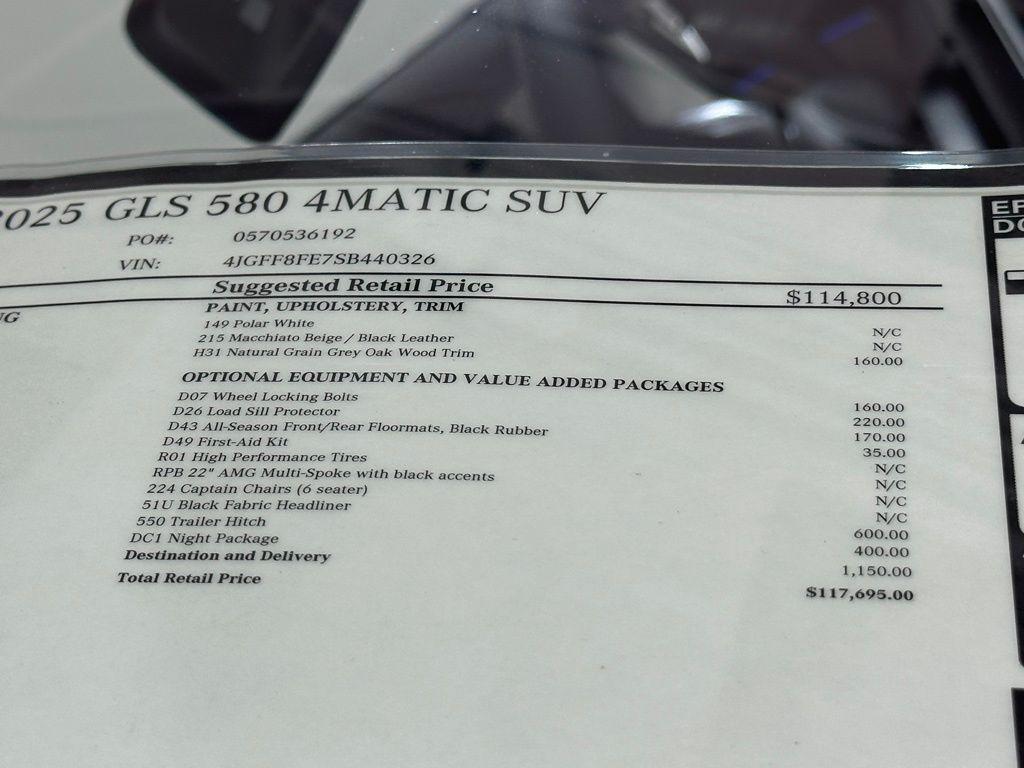 2025 GLS 580 4MATIC SUV
PO#: 0570536192
VIN: 4JGFF8FE7SB440326
Suggested Retail Price $114,800
PAINT, UPHOLSTERY, TRIM
149 Polar White N/C
215 Macchiato Beige / Black Leather N/C
H31 Natural Grain Grey Oak Wood Trim 160.00
OPTIONAL EQUIPMENT AND VALUE ADDED PACKAGES
D07 Wheel Locking Bolts 160.00
D26 Load Sill Protector 220.00
D43 All-Season Front/Rear Floormats, Black Rubber 170.00
D49 First-Aid Kit 35.00
R01 High Performance Tires N/C
RPB 22" AMG Multi-Spoke with black accents N/C
224 Captain Chairs (6 seater) N/C
51U Black Fabric Headliner N/C
550 Trailer Hitch 600.00
DC1 Night Package 400.00
Destination and Delivery 1,150.00
Total Retail Price $117,695.00